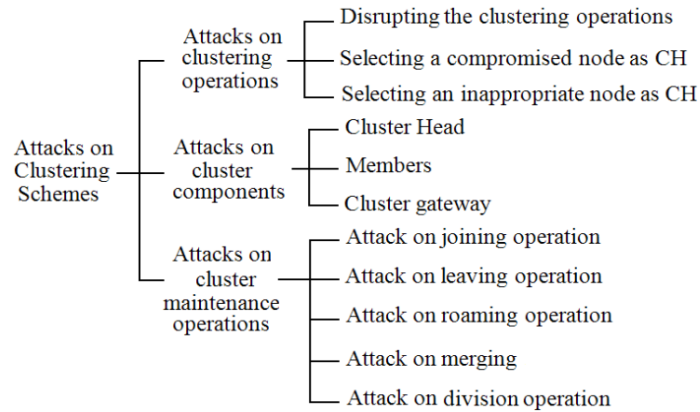 Attacks on
Clustering
Schemes
Attacks on
clustering
operations
Disrupting the clustering operations
Selecting a compromised node as CH
Selecting an inappropriate node as CH
Attacks on
cluster
components
Cluster Head
Members
Cluster gateway
Attacks on
cluster
maintenance
operations
Attack on joining operation
Attack on leaving operation
Attack on roaming operation
Attack on merging
Attack on division operation